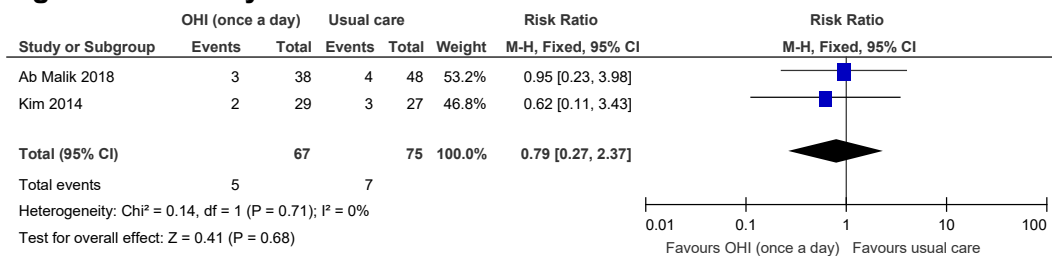 OHI (once a day) Usual care Risk Ratio Risk Ratio
Study or Subgroup Events Total Events Total Weight M-H, Fixed, 95% CI M-H, Fixed, 95% CI
Ab Malik 2018 3 38 4 48 53.2% 0.95 [0.23, 3.98]
Kim 2014 2 29 3 27 46.8% 0.62 [0.11, 3.43]
Total (95% CI) 67 75 100.0% 0.79 [0.27, 2.37]
Total events 5 7
Heterogeneity: Chi² = 0.14, df = 1 (P = 0.71); I² = 0%
Test for overall effect: Z = 0.41 (P = 0.68)
0.01 0.1 1 10 100
Favours OHI (once a day) Favours usual care